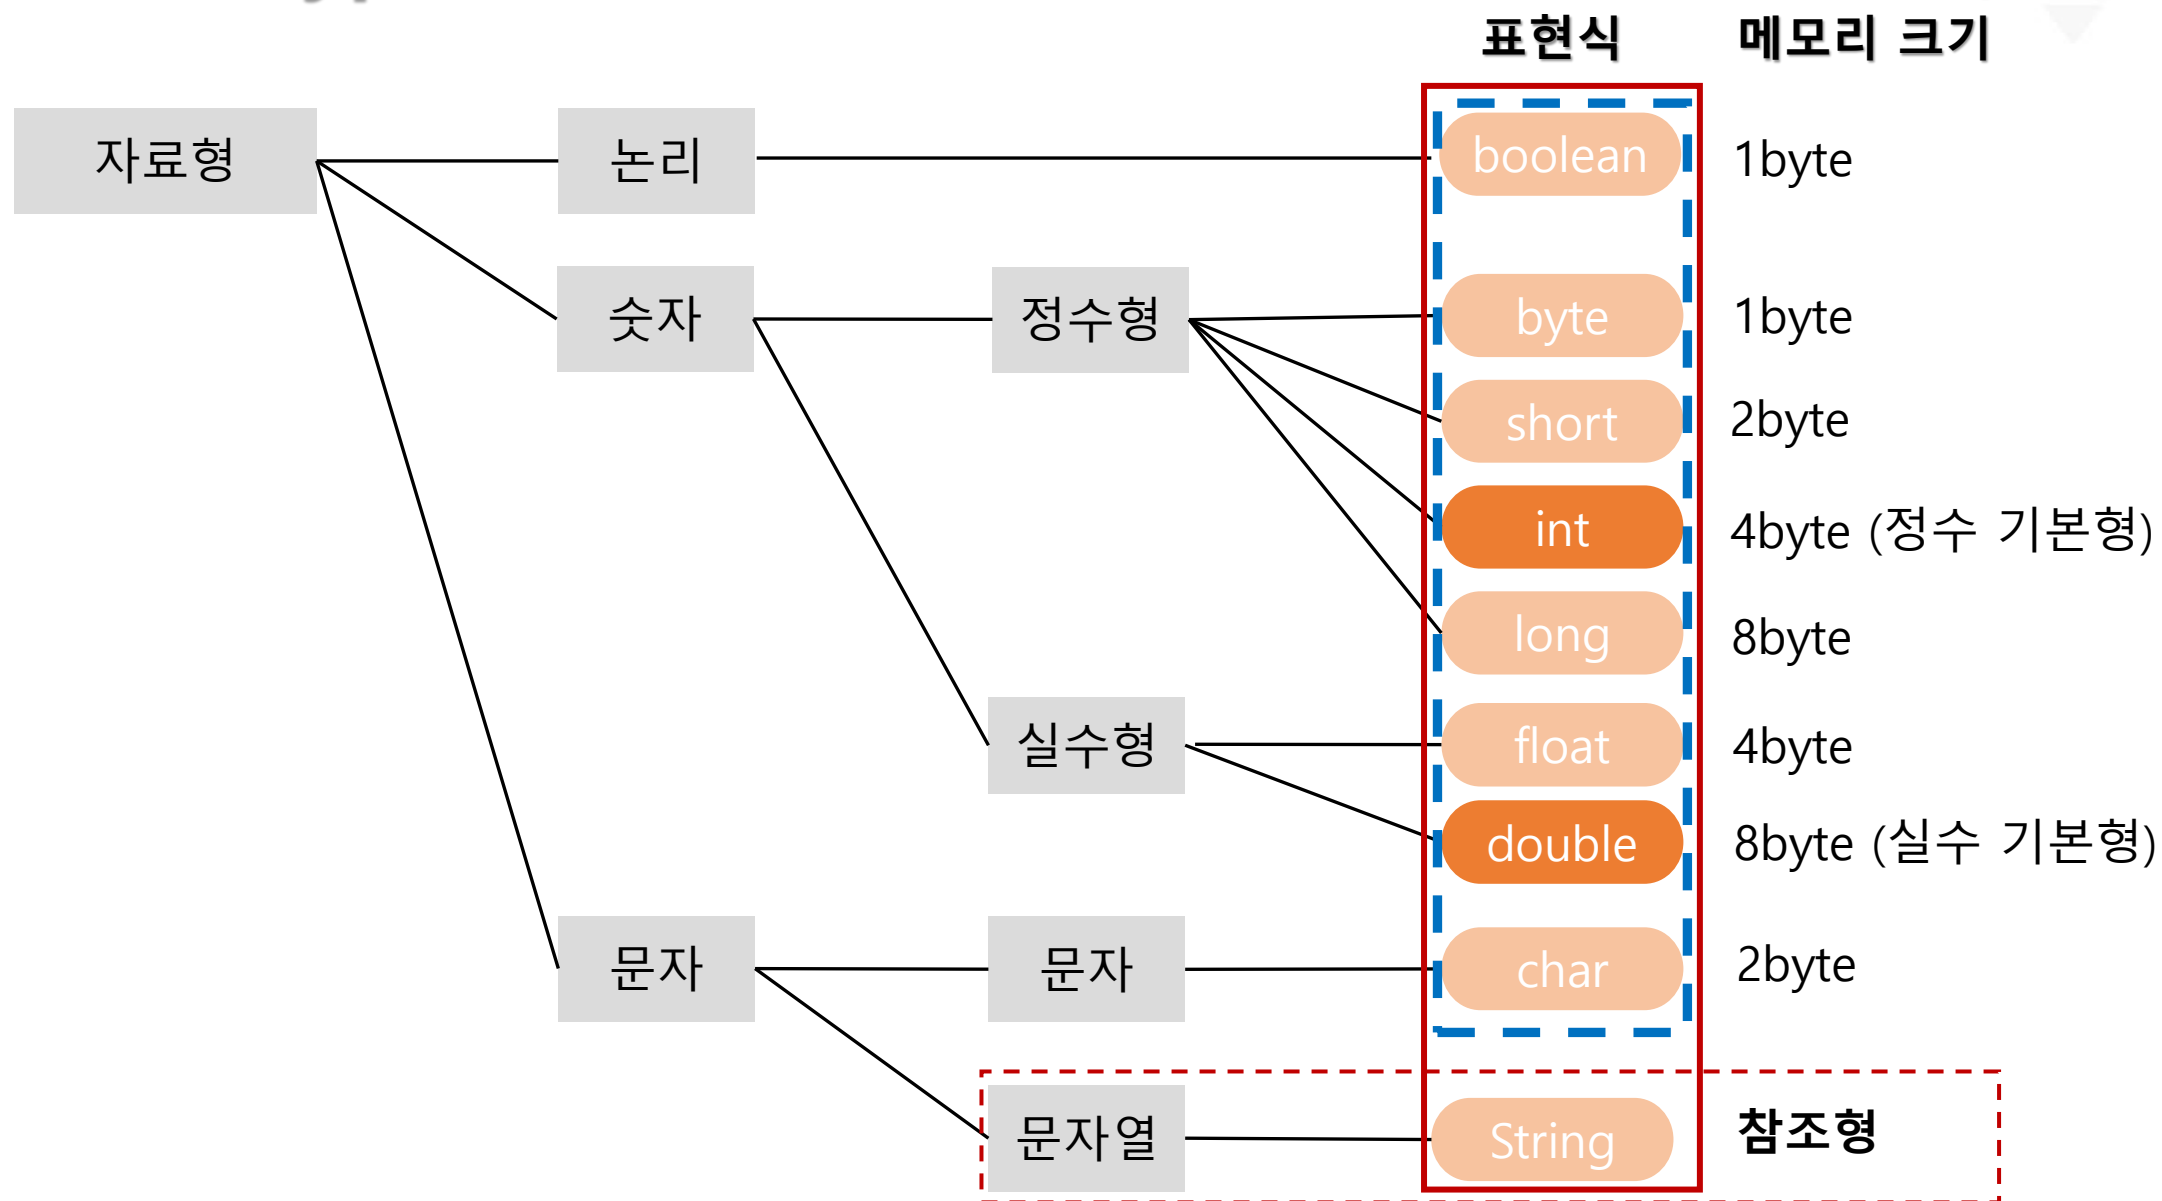 표현식 메모리 크기
자료형 논리 boolean 1byte
숫자 정수형 byte 1byte
short 2byte
int 4byte (정수 기본형)
long 8byte
실수형 float 4byte
double 8byte (실수 기본형)
문자 문자 char 2byte
문자열 String 참조형